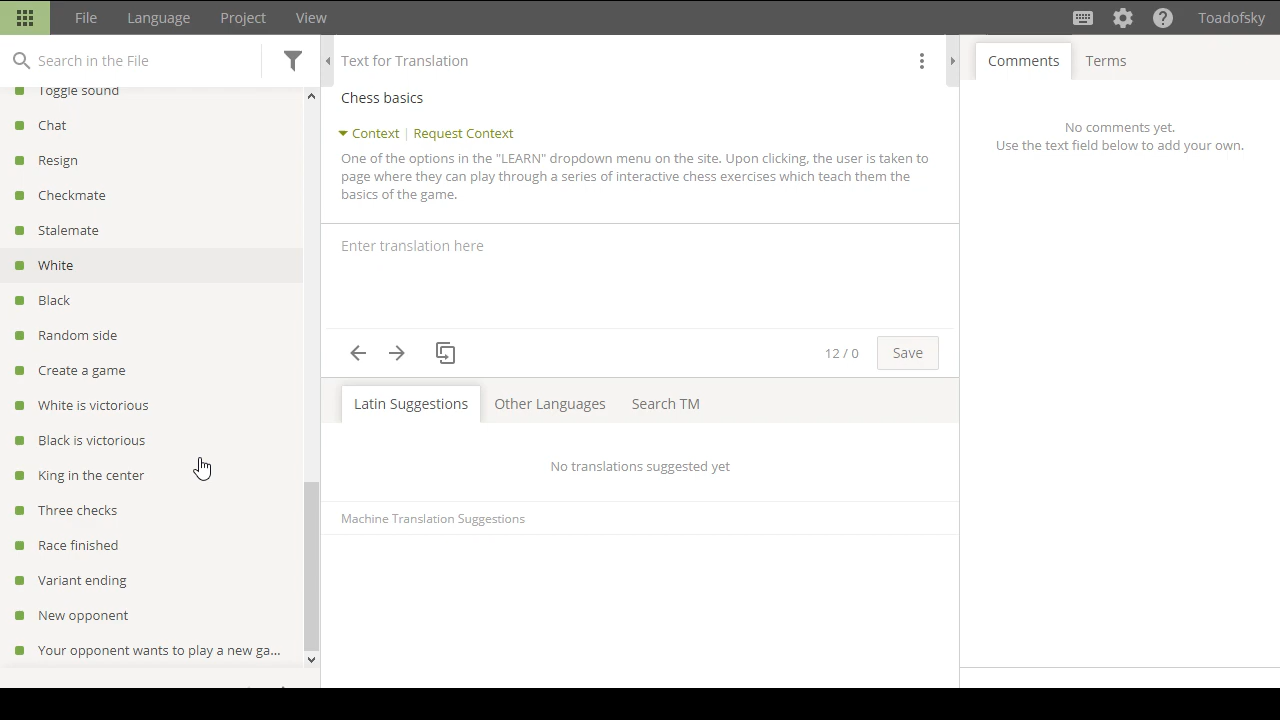 File Language Project View Toadofsky
Search in the File
Toggle sound
Chat
Resign
Checkmate
Stalemate
White
Black
Random side
Create a game
White is victorious
Black is victorious
King in the center
Three checks
Race finished
Variant ending
New opponent
Your opponent wants to play a new ga...
Text for Translation
Chess basics
Context | Request Context
One of the options in the "LEARN" dropdown menu on the site. Upon clicking, the user is taken to
page where they can play through a series of interactive chess exercises which teach them the
basics of the game.
Enter translation here
12 / 0 Save
Latin Suggestions Other Languages Search TM
No translations suggested yet
Machine Translation Suggestions
Comments Terms
No comments yet.
Use the text field below to add your own.